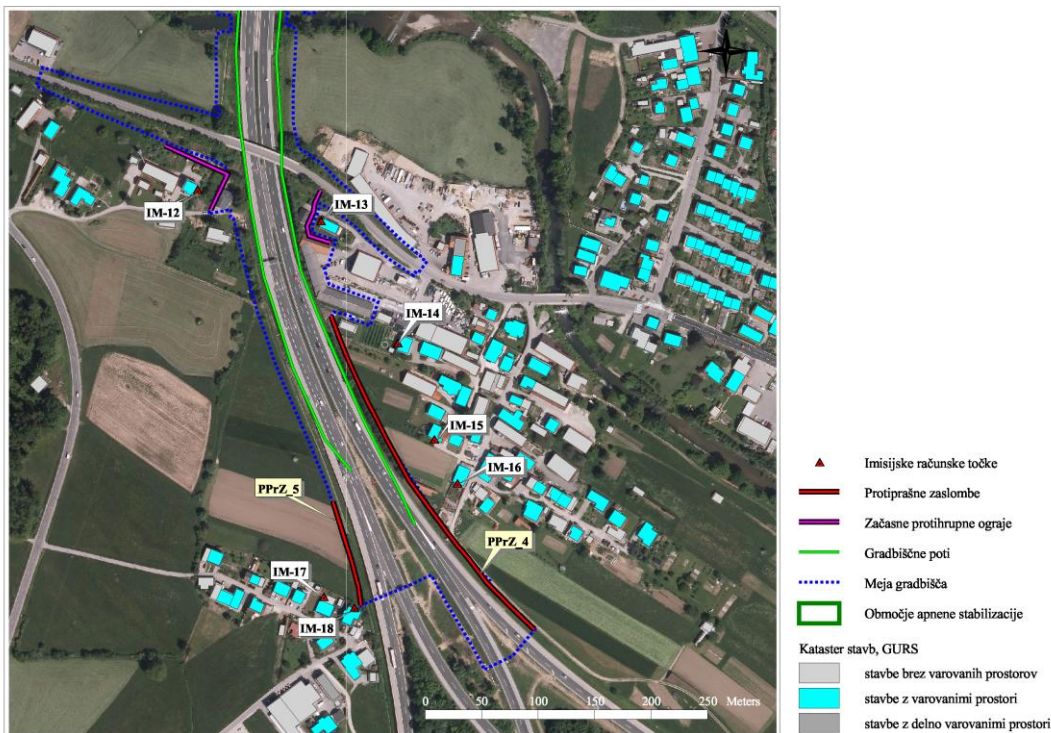 IM-13
IM-12
IM-14
IM-15
IM-16
PPrZ_5
PPrZ_4
IM-17
IM-18
0 50 100 150 200 250 Meters
Imisijske računske točke
Protiprašne zaslombe
Začasne protihrupne ograje
Gradbiščne poti
Meja gradbišča
Območje apnene stabilizacije
Kataster stavb, GURS
stavbe brez varovanih prostorov
stavbe z varovanimi prostori
stavbe z delno varovanimi prostori